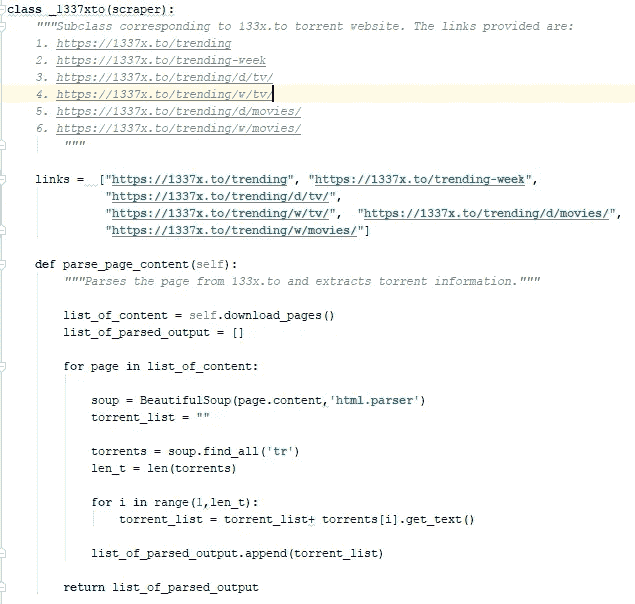 class _1337xto(scraper):
"""Subclass corresponding to 133x.to torrent website. The links provided are:
1. https://1337x.to/trending
2. https://1337x.to/trending-week
3. https://1337x.to/trending/d/tv/
4. https://1337x.to/trending/w/tv/
5. https://1337x.to/trending/d/movies/
6. https://1337x.to/trending/w/movies/
"""
links = ["https://1337x.to/trending", "https://1337x.to/trending-week",
"https://1337x.to/trending/d/tv/",
"https://1337x.to/trending/w/tv/", "https://1337x.to/trending/d/movies/",
"https://1337x.to/trending/w/movies/"]
def parse_page_content(self):
"""Parses the page from 133x.to and extracts torrent information."""
list_of_content = self.download_pages()
list_of_parsed_output = []
for page in list_of_content:
soup = BeautifulSoup(page.content,'html.parser')
torrent_list = ""
torrents = soup.find_all('tr')
len_t = len(torrents)
for i in range(1,len_t):
torrent_list = torrent_list+ torrents[i].get_text()
list_of_parsed_output.append(torrent_list)
return list_of_parsed_output